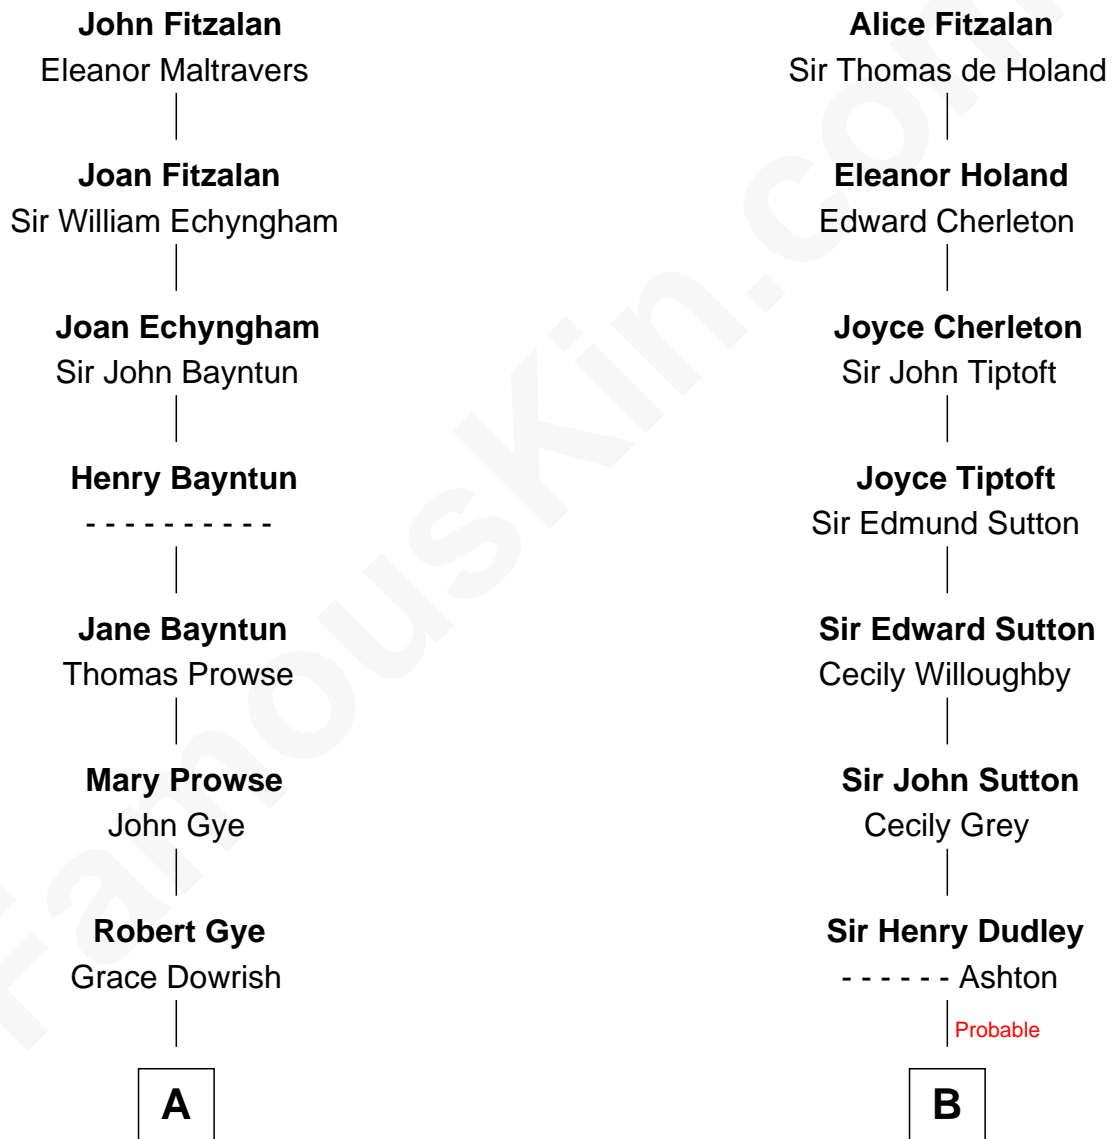 John Fitzalan
Eleanor Maltravers
Joan Fitzalan
Sir William Echyngham
Joan Echyngham
Sir John Bayntun
Henry Bayntun
- - - - - - - - - -
Jane Bayntun
Thomas Prowse
Mary Prowse
John Gye
Robert Gye
Grace Dowrish
A
Alice Fitzalan
Sir Thomas de Holand
Eleanor Holand
Edward Cherleton
Joyce Cherleton
Sir John Tiptoft
Joyce Tiptoft
Sir Edmund Sutton
Sir Edward Sutton
Cecily Willoughby
Sir John Sutton
Cecily Grey
Sir Henry Dudley
- - - - - - Ashton
Probable
B
FamousKin.com